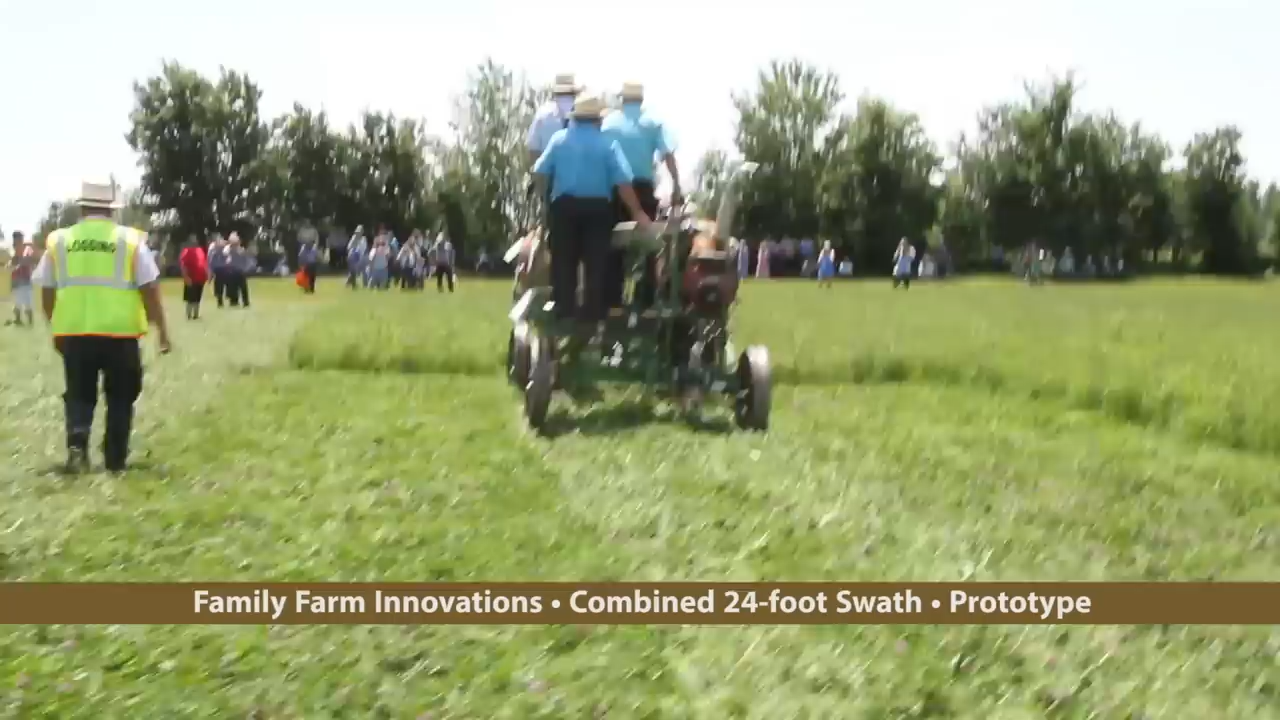 LOGGING
Family Farm Innovations • Combined 24-foot Swath • Prototype